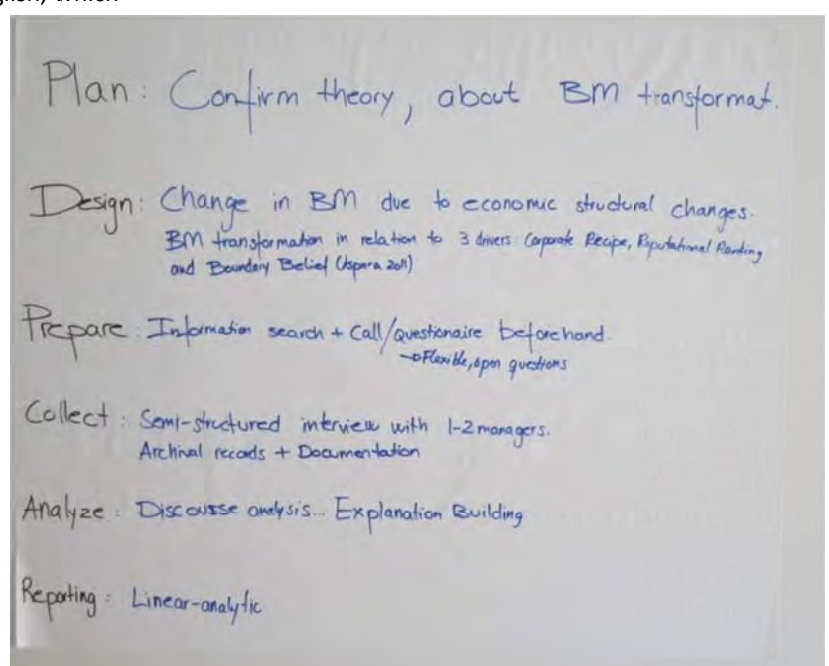 which
Plan: Confirm theory, about BM transformat.
Design: Change in BM due to economic structural changes.
BM transformation in relation to 3 drivers: Corporate Recipe, Reputational Ranking
and Boundary Belief (Aspara 2011)
Prepare: Information search + Call/Questionaire beforehand.
→ Flexible, open questions
Collect: Semi-structured interview with 1-2 managers.
Archival records + Documentation
Analyze: Discourse analysis... Explanation Building
Reporting: Linear-analytic